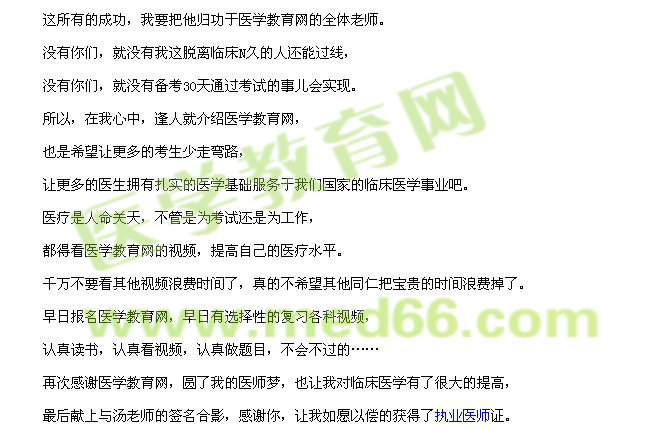 这所有的成功，我要把他归功于医学教育网的全体老师。
没有你们，就没有我这脱离临床N久的人还能过线，
没有你们，就没有备考30天通过考试的事儿会实现。
所以，在我心中，逢人就介绍医学教育网，
也是希望让更多的考生少走弯路，
让更多的医生拥有扎实的医学基础服务于我们国家的临床医学事业吧。
医疗是人命关天，不管是为考试还是为工作，
都得看医学教育网的视频，提高自己的医疗水平。
千万不要看其他视频浪费时间了，真的不希望其他同仁把宝贵的时间浪费掉了。
早日报名医学教育网，早日有选择性的复习各科视频，
认真读书，认真看视频，认真做题目，不会不过的……
再次感谢医学教育网，圆了我的医师梦，也让我对临床医学有了很大的提高，
最后献上与汤老师的签名合影，感谢你，让我如愿以偿的获得了执业医师证。
医学教育网
www.med66.com